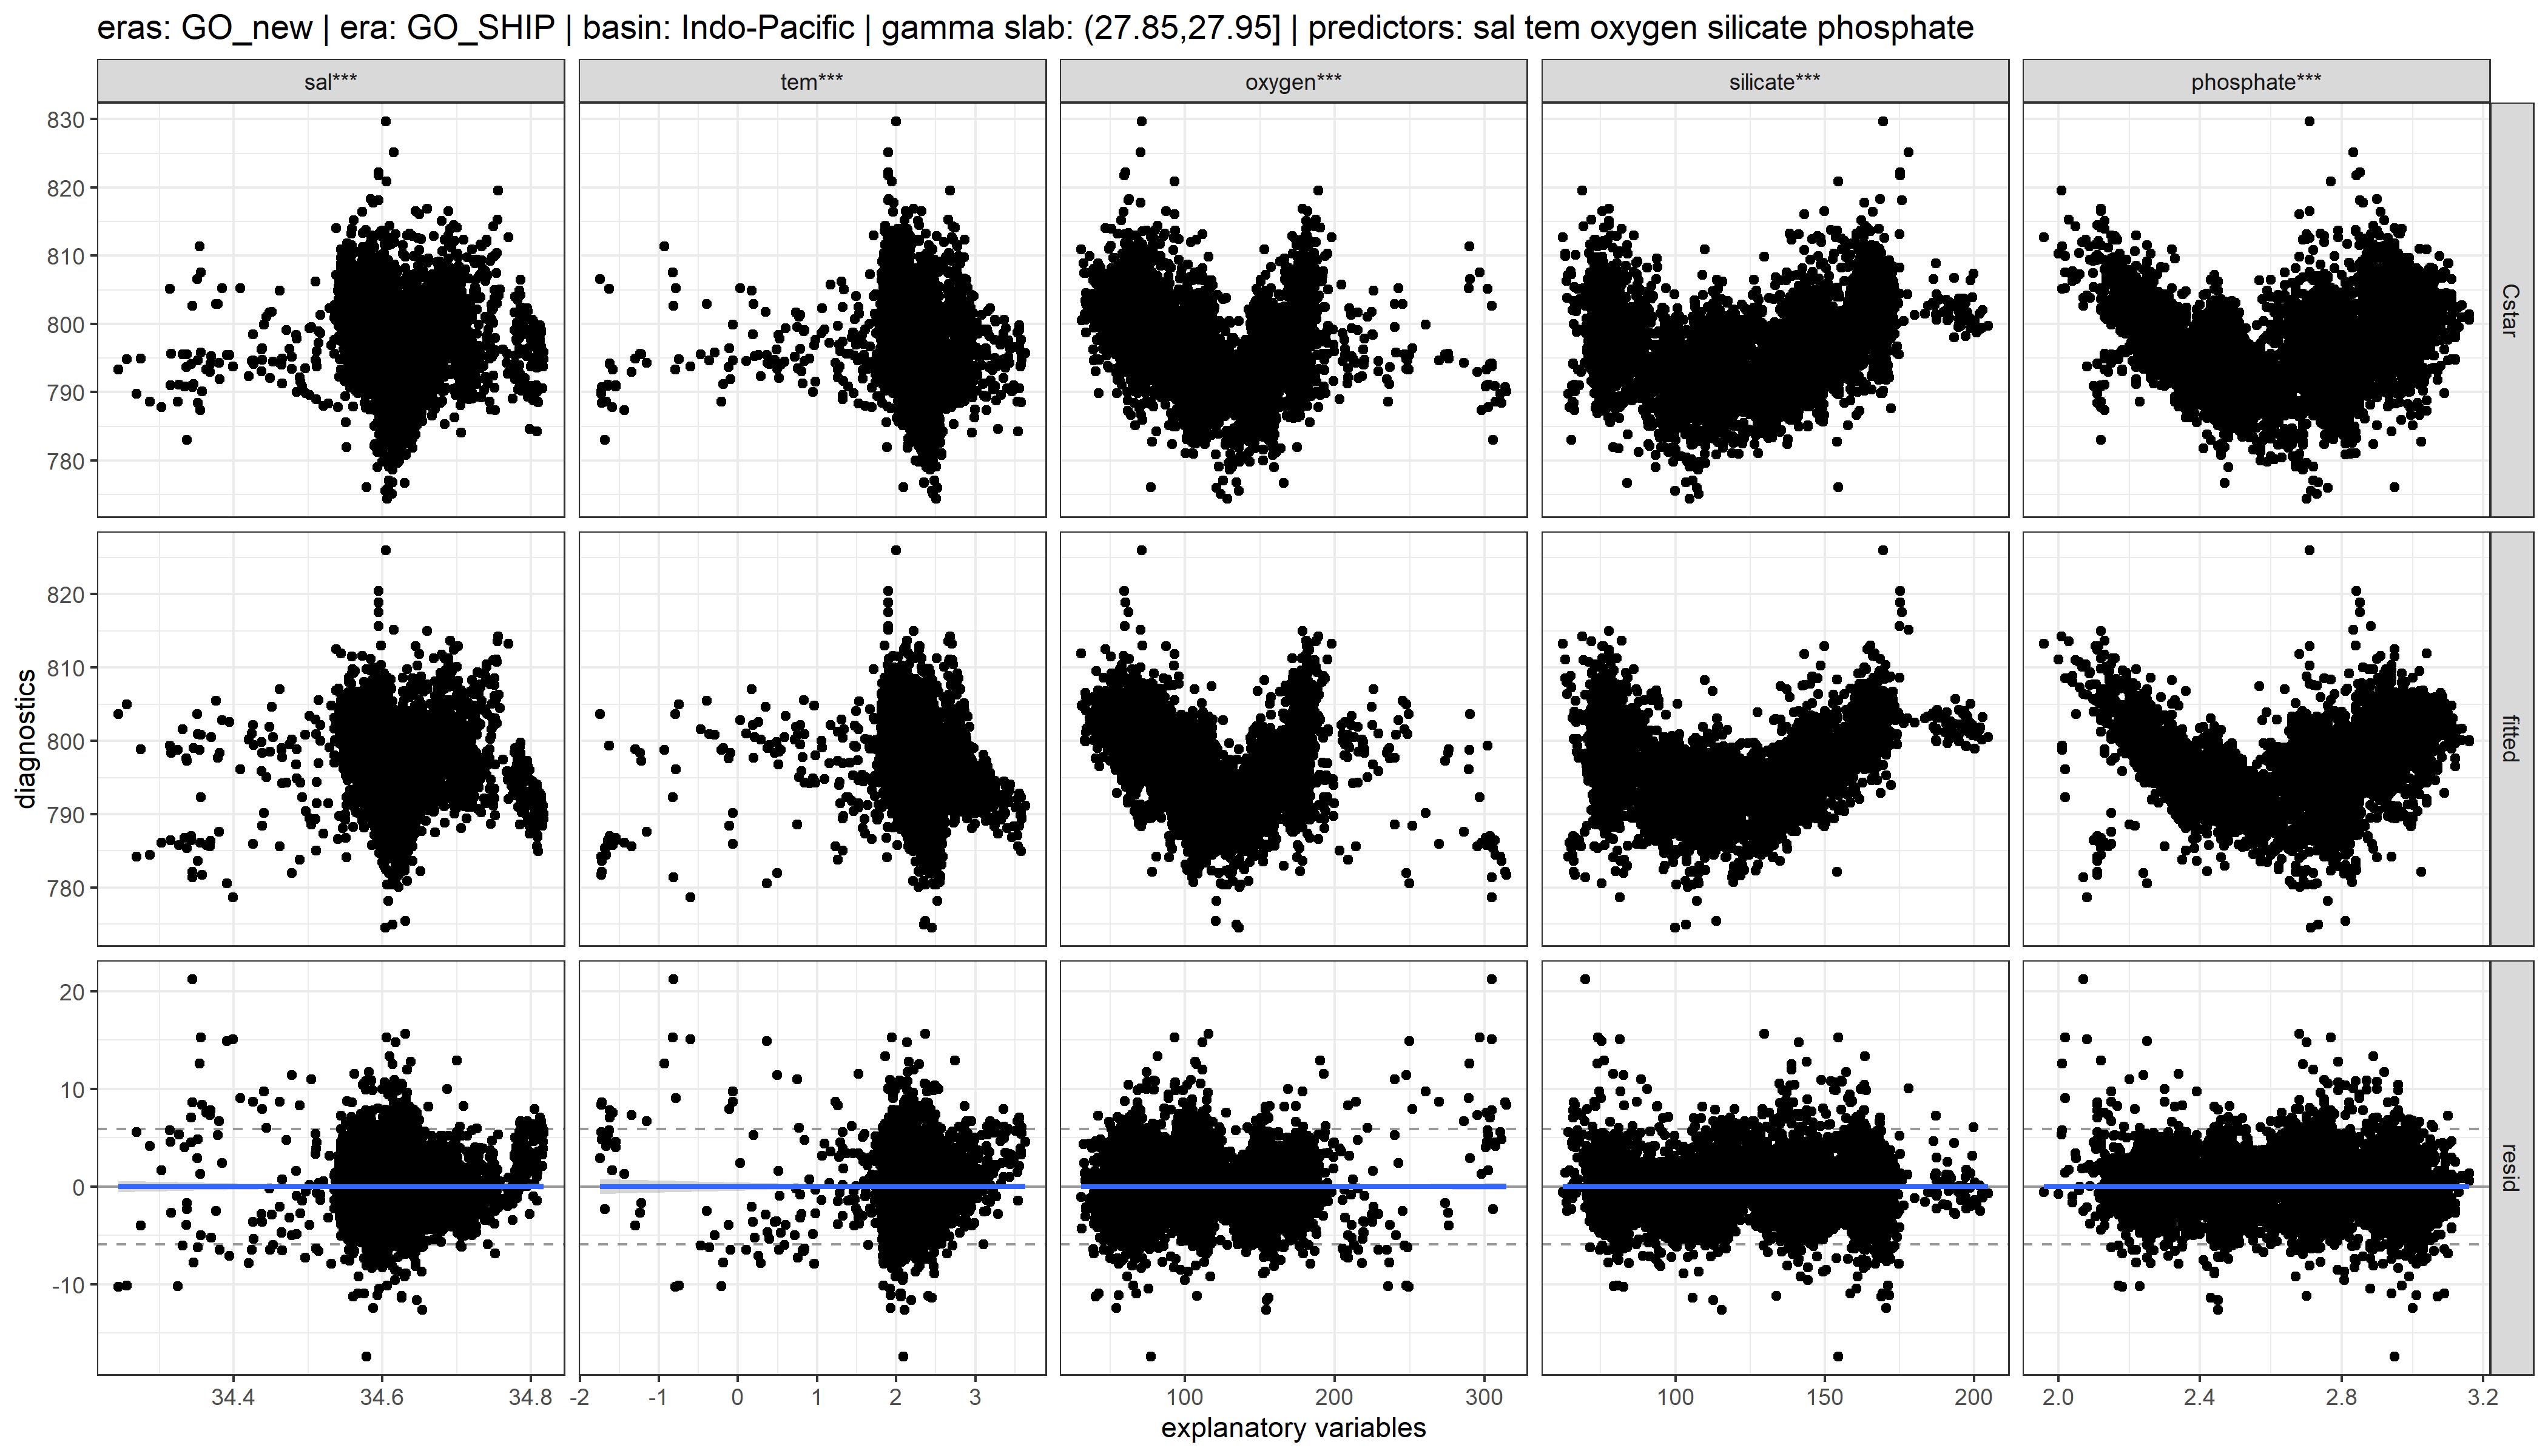 eras: GO_new | era: GO_SHIP | basin: Indo-Pacific | gamma slab: (27.85,27.95] | predictors: sal tem oxygen silicate phosphate
sal*** tem*** oxygen*** silicate*** phosphate***
830
820
810
800
790
780
Cstar
820
810
800
790
780
fitted
diagnostics
20
10
0
-10
resid
34.4 34.6 34.8 -2 -1 0 1 2 3 100 200 300 100 150 200 2.0 2.4 2.8 3.2
explanatory variables